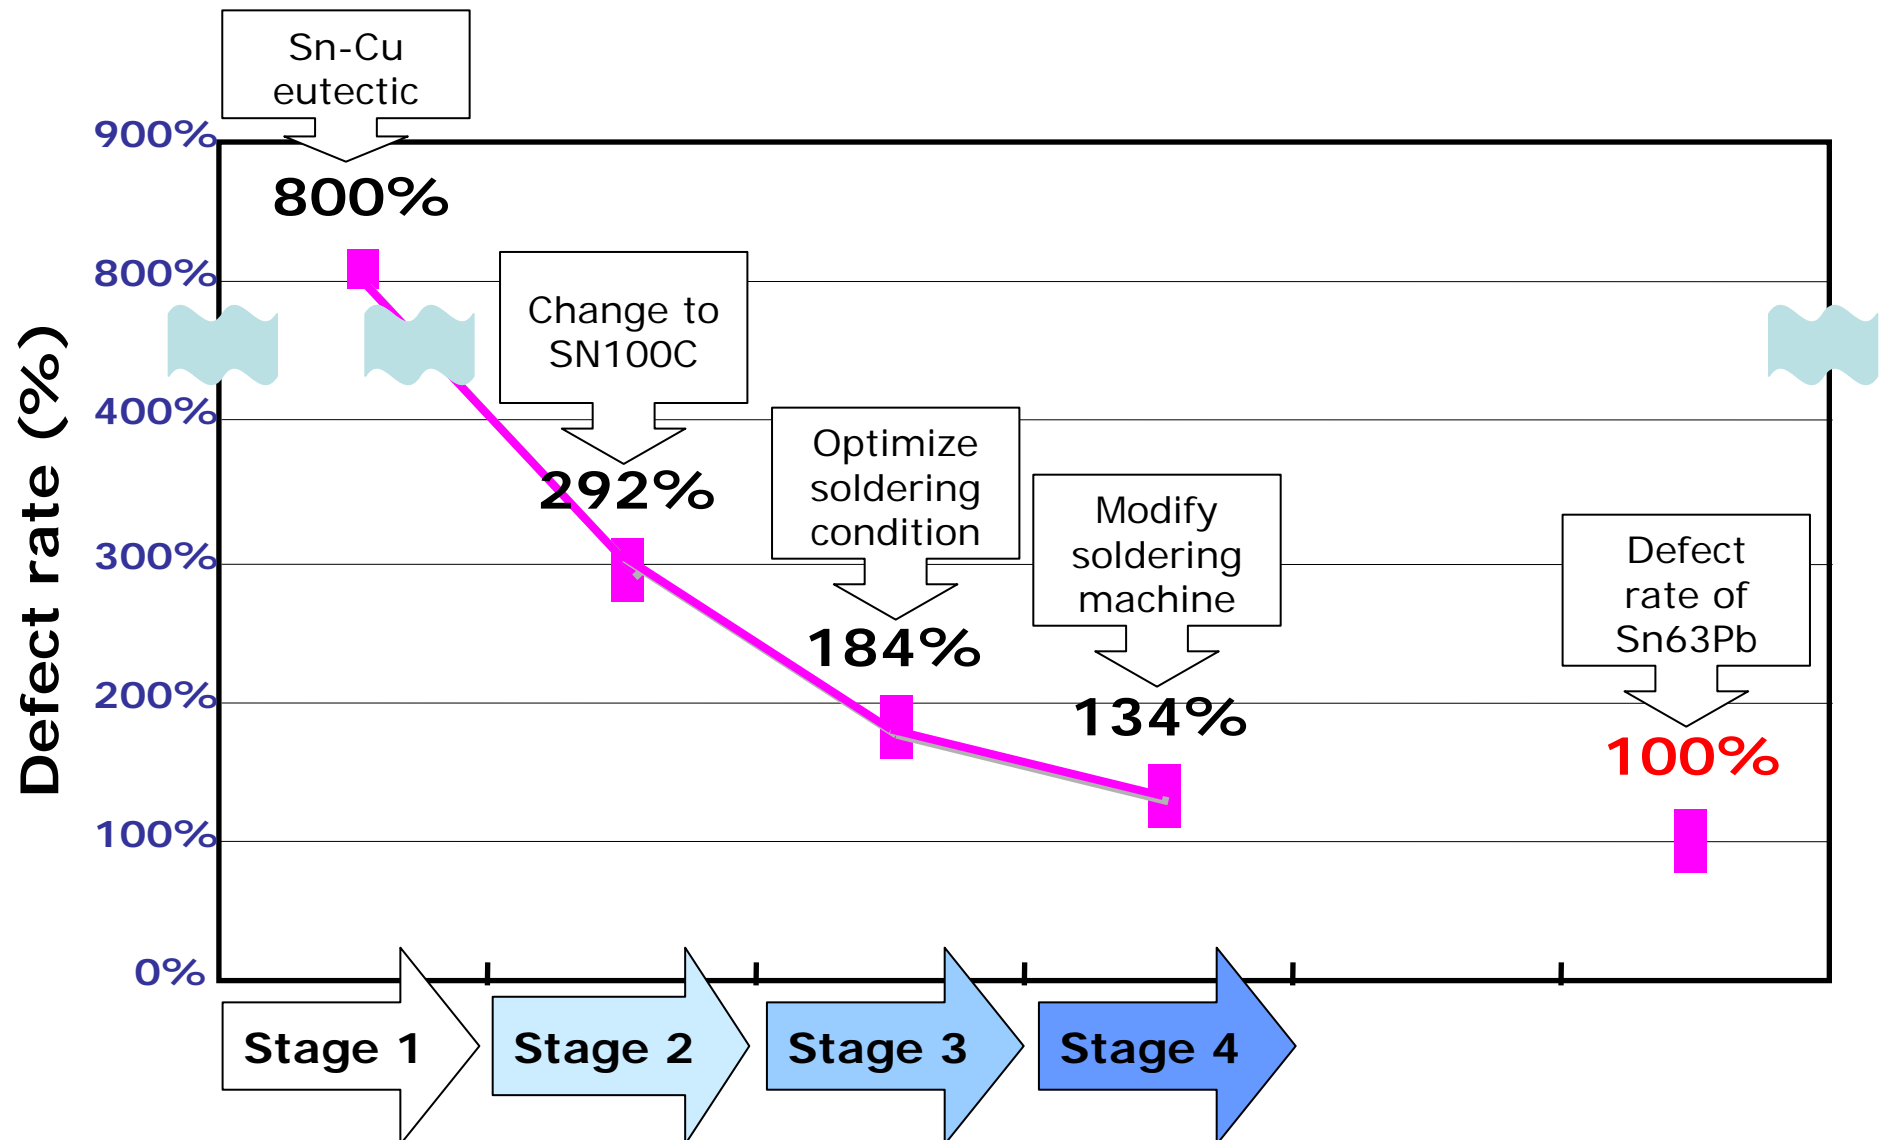 Sn-Cu
eutectic
900%
800%
800%
Change to
SN100C
400%
292%
Optimize
soldering
condition
Modify
soldering
machine
Defect
rate of
Sn63Pb
300%
184%
200%
134%
100%
100%
0%
Defect rate (%)
Stage 1
Stage 2
Stage 3
Stage 4